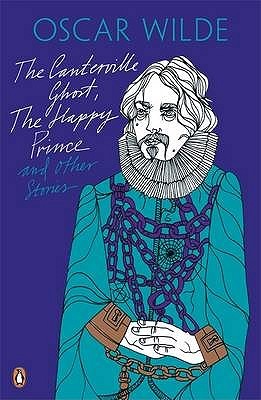 OSCAR WILDE
The Canterville
Ghost,
The Happy
Prince
and other
Stories